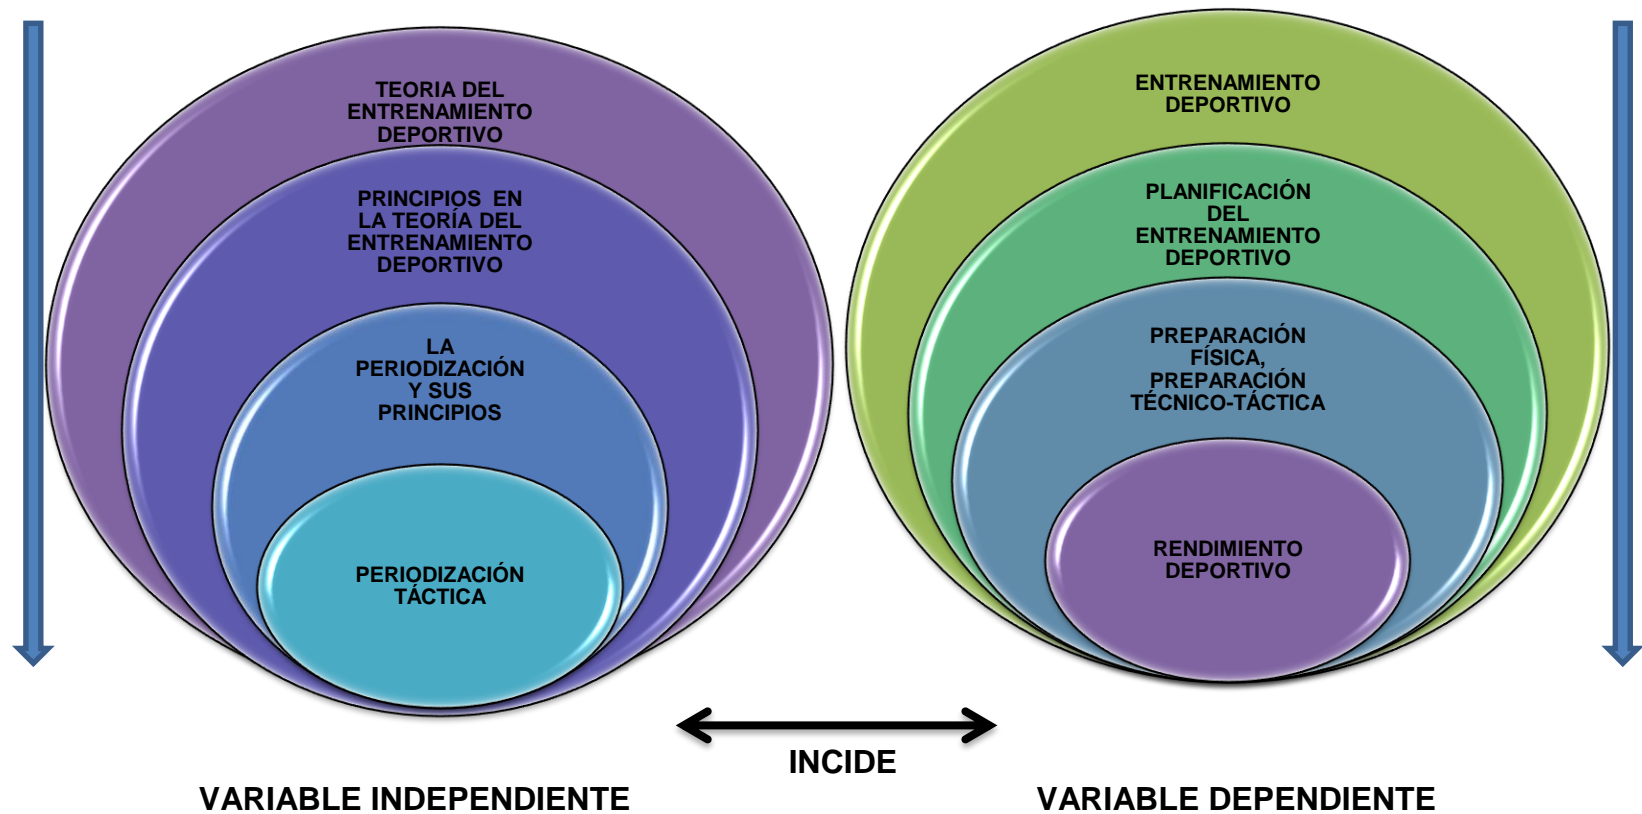 TEORIA DEL
ENTRENAMIENTO
DEPORTIVO
PRINCIPIOS EN
LA TEORÍA DEL
ENTRENAMIENTO
DEPORTIVO
LA
PERIODIZACIÓN
Y SUS
PRINCIPIOS
PERIODIZACIÓN
TÁCTICA
ENTRENAMIENTO
DEPORTIVO
PLANIFICACIÓN
DEL
ENTRENAMIENTO
DEPORTIVO
PREPARACIÓN
FÍSICA,
PREPARACIÓN
TÉCNICO-TÁCTICA
RENDIMIENTO
DEPORTIVO
INCIDE
VARIABLE INDEPENDIENTE
VARIABLE DEPENDIENTE